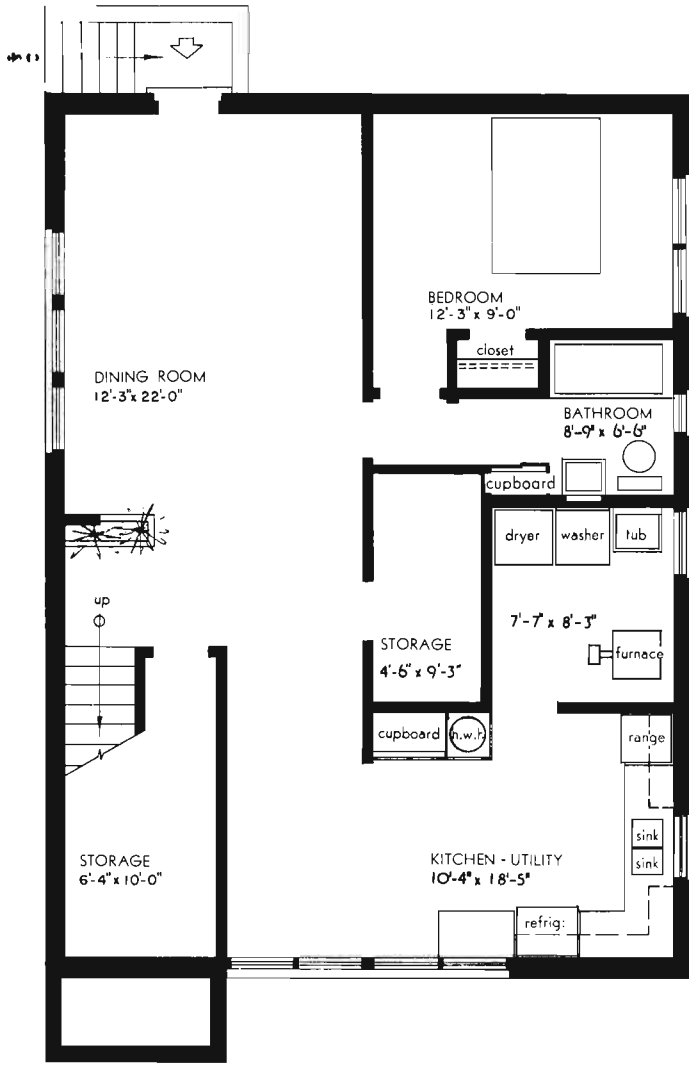 BEDROOM
12'-3" x 9'-0"
closet
DINING ROOM
12'-3" x 22'-0"
BATHROOM
8'-9" x 6'-6"
cupboard
dryer
washer
tub
up
7'-7" x 8'-3"
STORAGE
4'-6" x 9'-3"
furnace
cupboard
h.w.h.
range
sink
sink
STORAGE
6'-4" x 10'-0"
KITCHEN - UTILITY
10'-4" x 18'-5"
refrig: